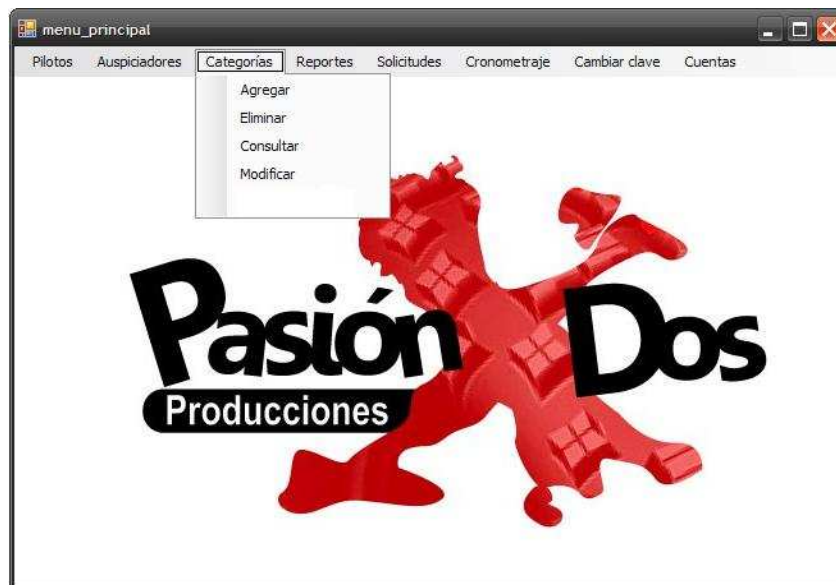 menu_principal
Pilotos Auspiciadores Categorías Reportes Solicitudes Cronometraje Cambiar clave Cuentas
Agregar
Eliminar
Consultar
Modificar
Pasión Dos
Producciones